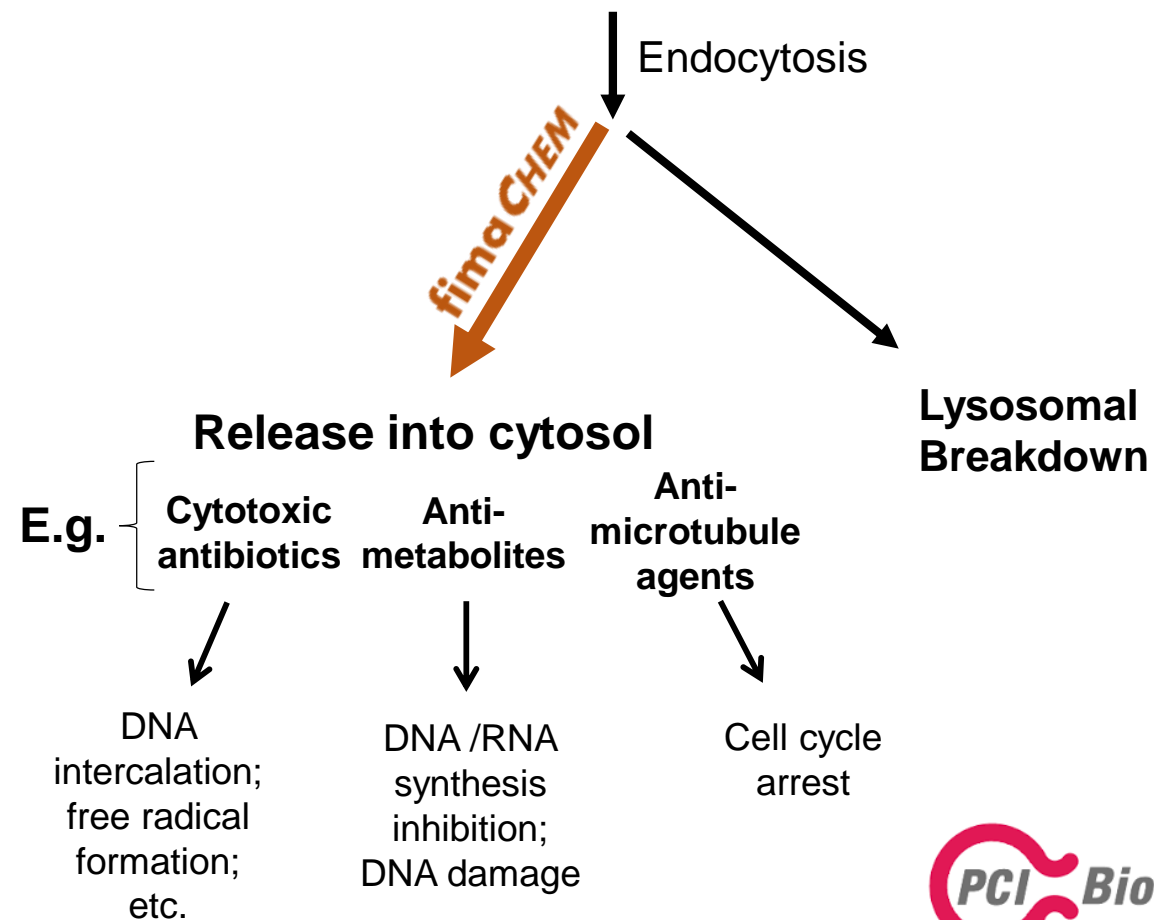 Endocytosis
fimaCHEM
Release into cytosol
Lysosomal
Breakdown
E.g.
Cytotoxic
antibiotics
Anti-
metabolites
Anti-
microtubule
agents
DNA
intercalation;
free radical
formation;
etc.
DNA /RNA
synthesis
inhibition;
DNA damage
Cell cycle
arrest
PCI Bio